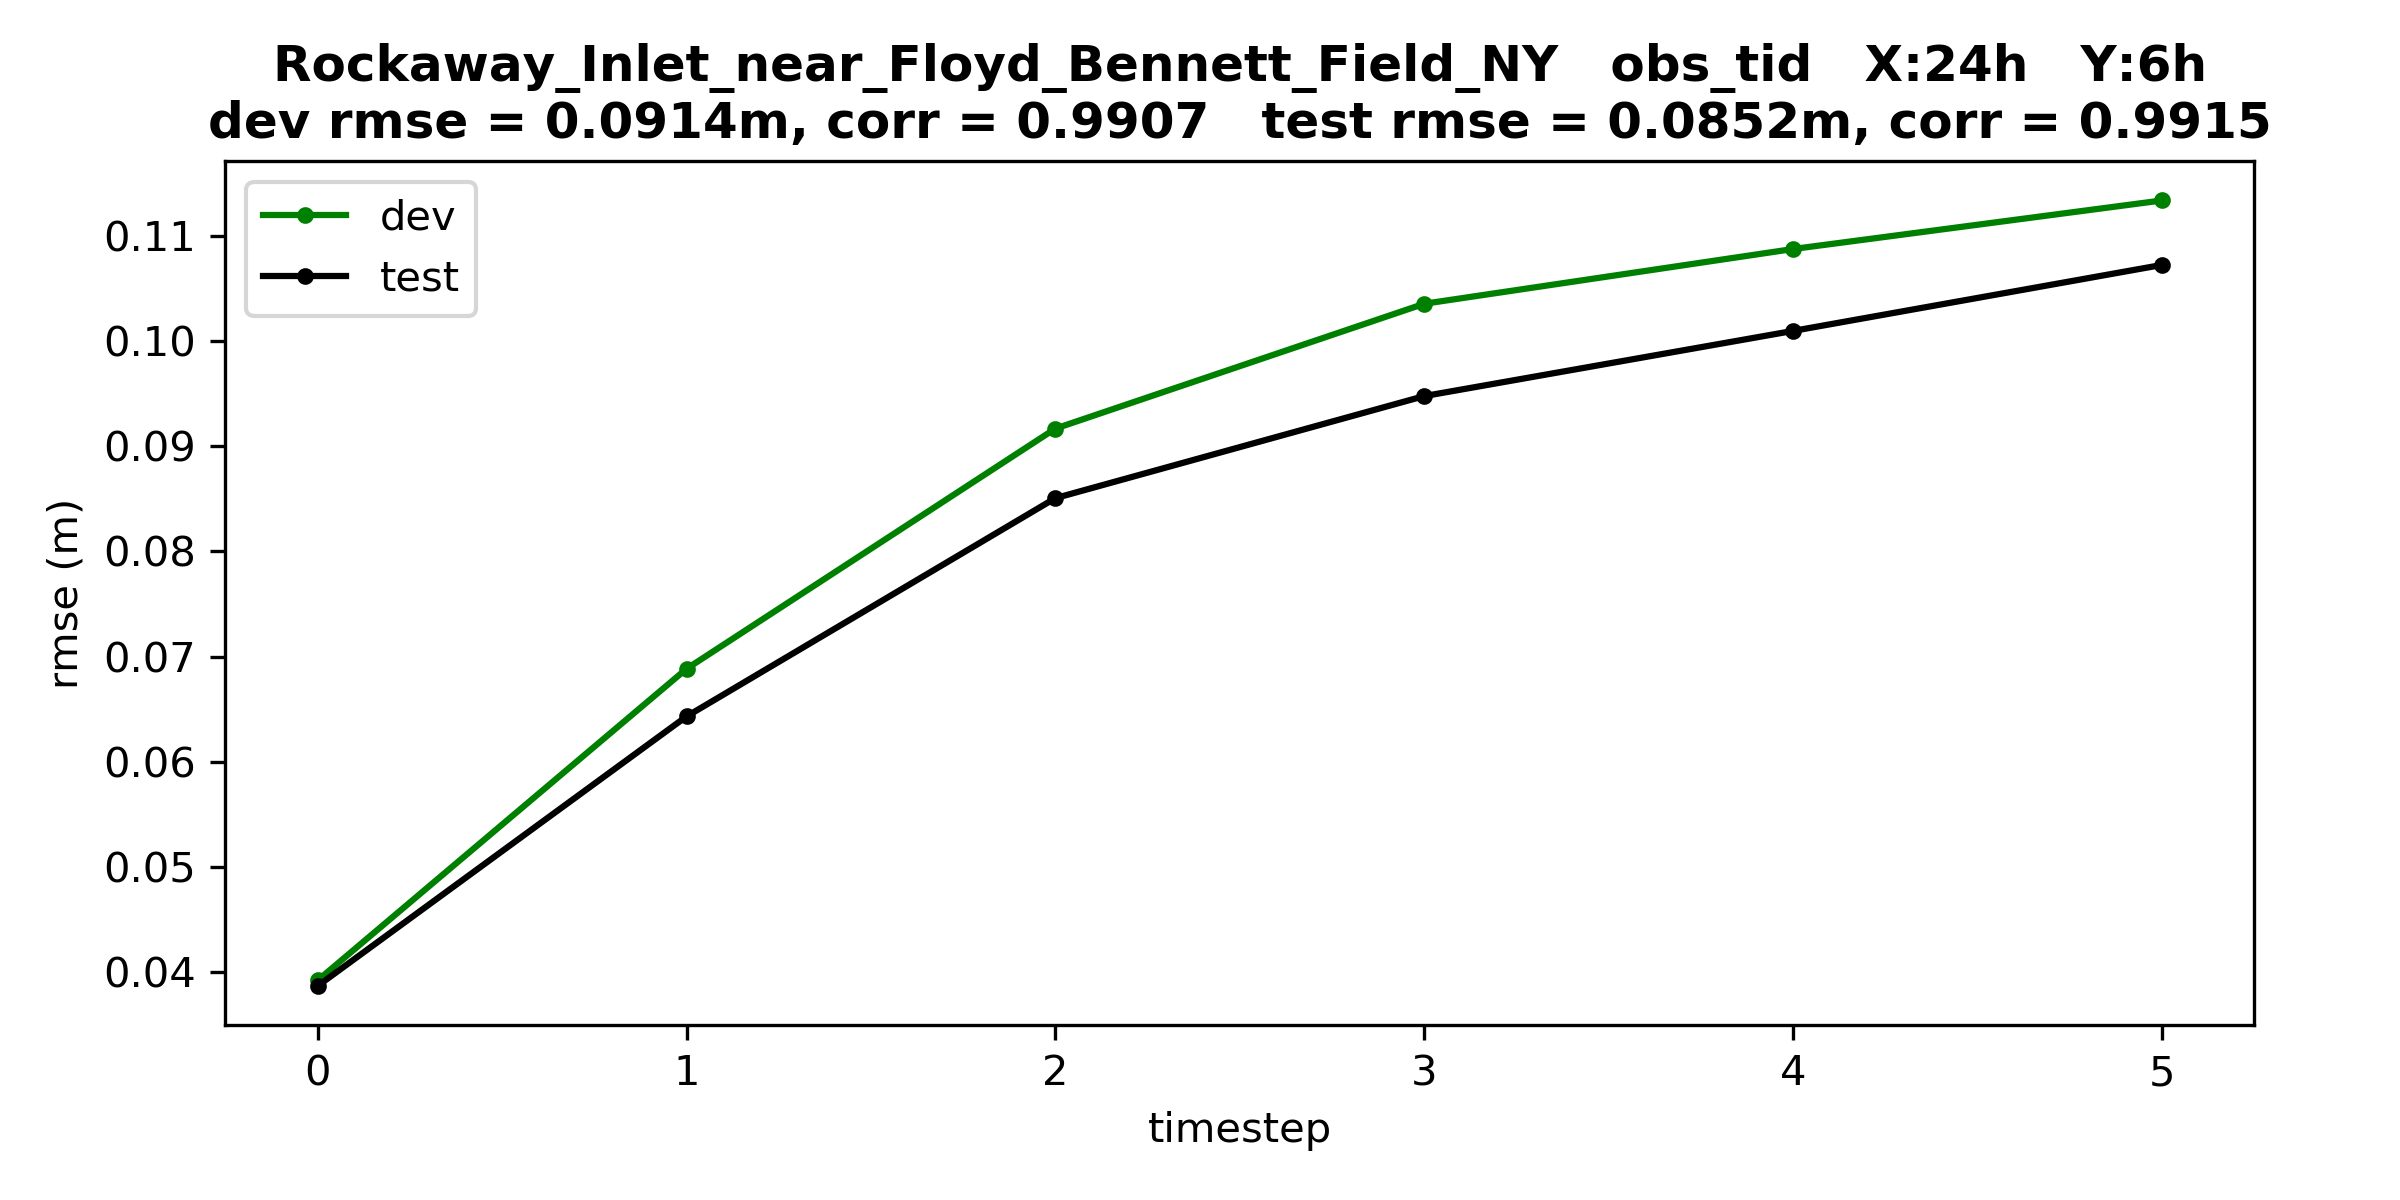 Rockaway_Inlet_near_Floyd_Bennett_Field_NY   obs_tid   X:24h   Y:6h
dev rmse = 0.0914m, corr = 0.9907   test rmse = 0.0852m, corr = 0.9915
dev
test
0.11
0.10
0.09
0.08
0.07
0.06
0.05
0.04
rmse (m)
0 1 2 3 4 5
timestep